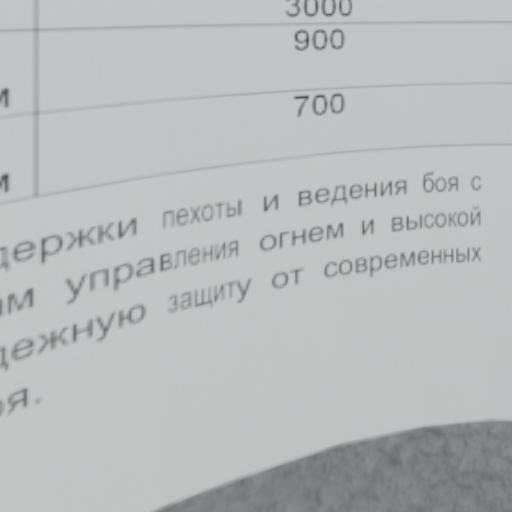 3000
900
м
700
м
держки пехоты и ведения боя с
ам управления огнем и высокой
дежную защиту от современных
оя.